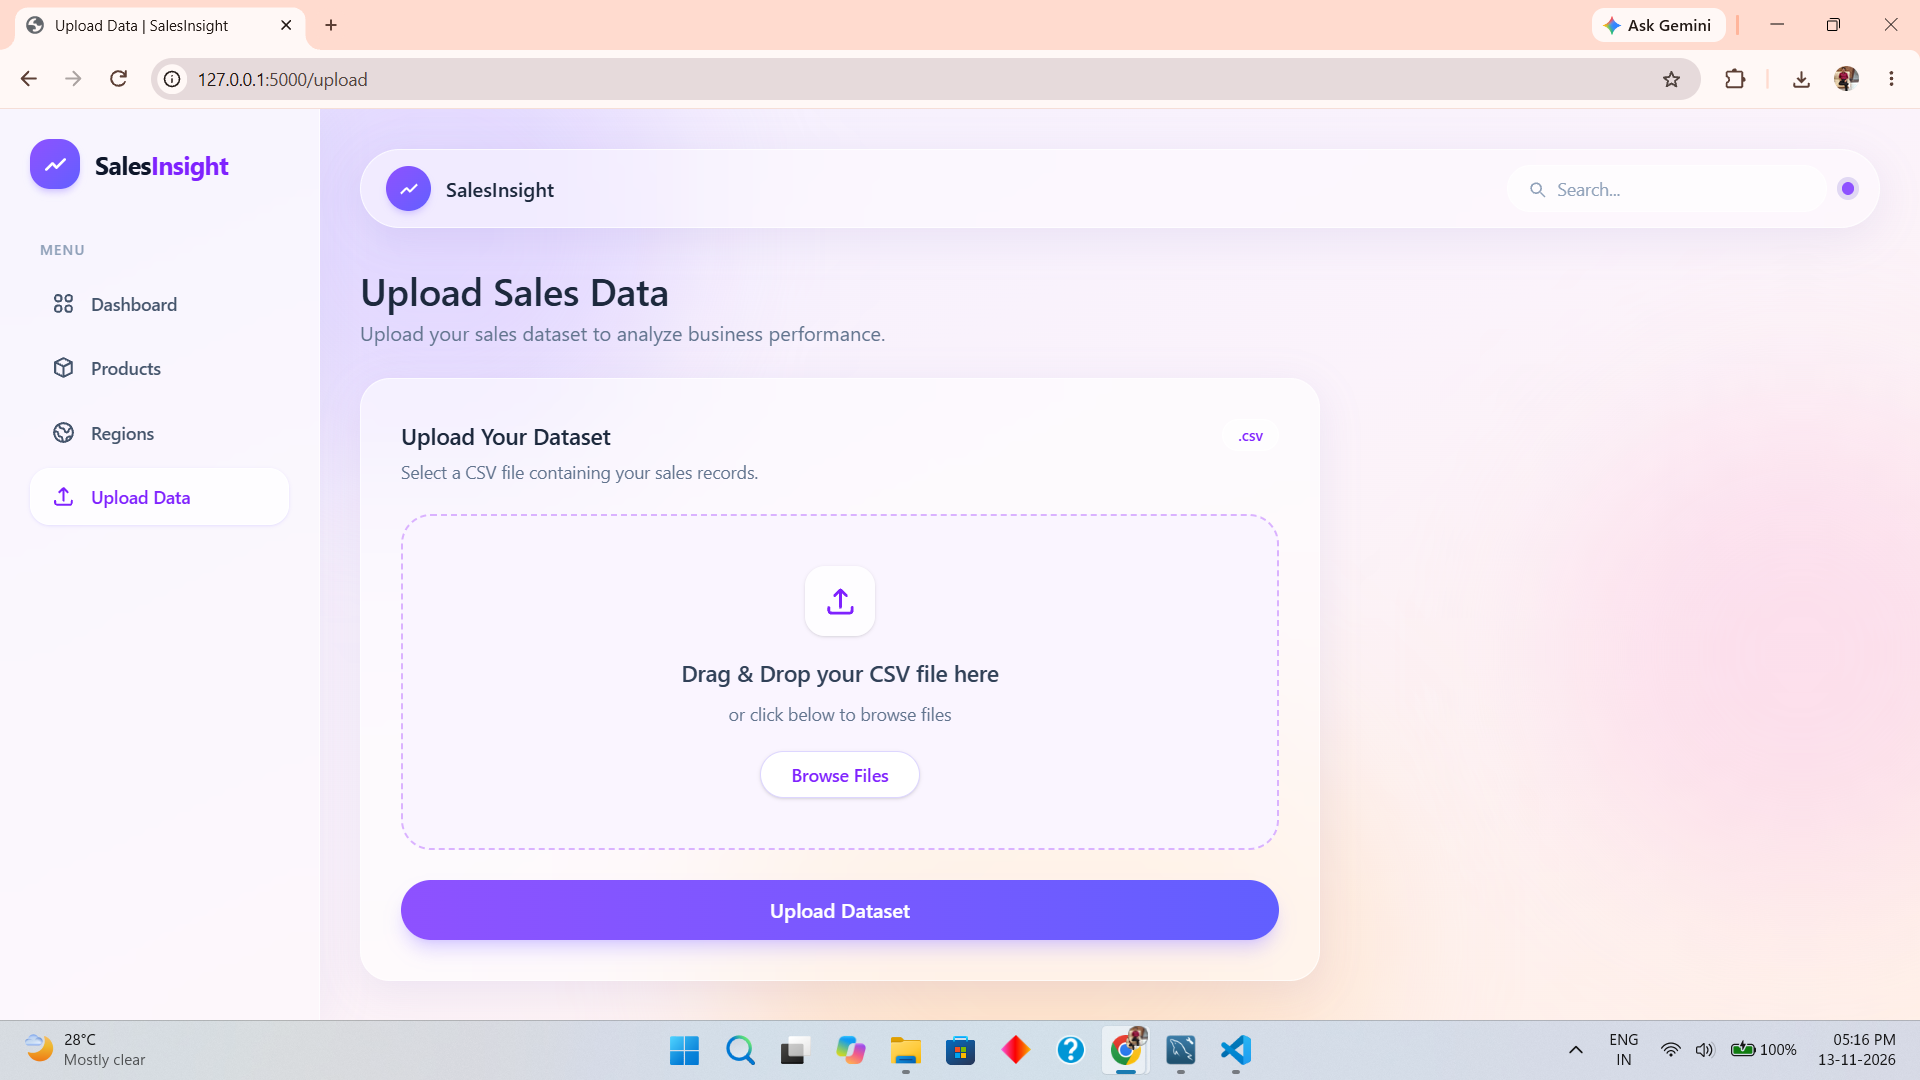 Upload Data | SalesInsight
Ask Gemini
127.0.0.1:5000/upload
SalesInsight
MENU
Dashboard
Products
Regions
Upload Data
SalesInsight
Search...
Upload Sales Data
Upload your sales dataset to analyze business performance.
Upload Your Dataset
.csv
Select a CSV file containing your sales records.
Drag & Drop your CSV file here
or click below to browse files
Browse Files
Upload Dataset
28°C
Mostly clear
ENG
IN
100%
05:16 PM
13-11-2026